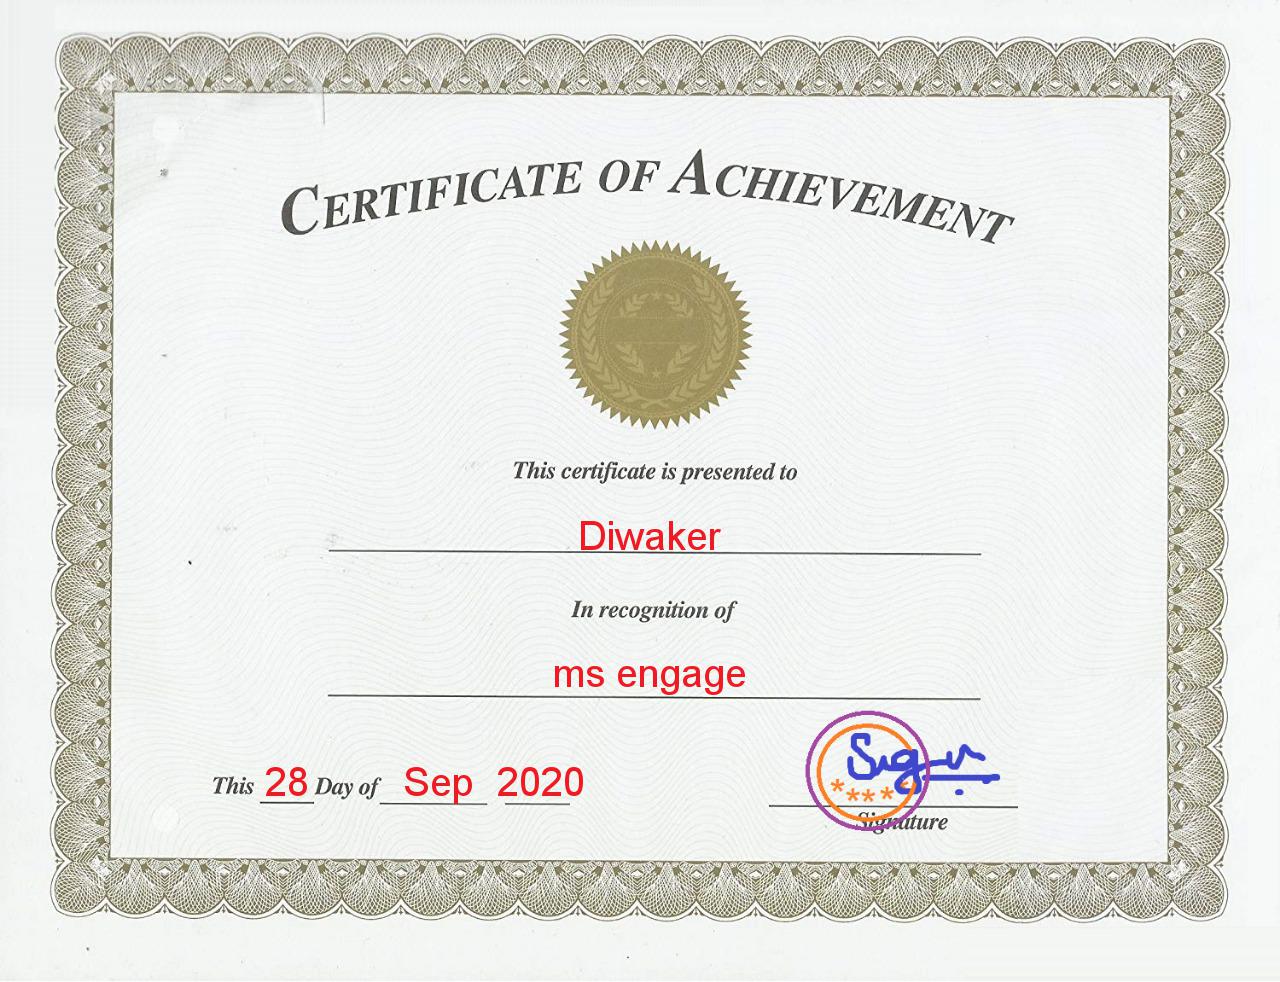 CERTIFICATE OF ACHIEVEMENT
This certificate is presented to
Diwaker
In recognition of
ms engage
This 28 Day of Sep 2020
Sign
****
Signature